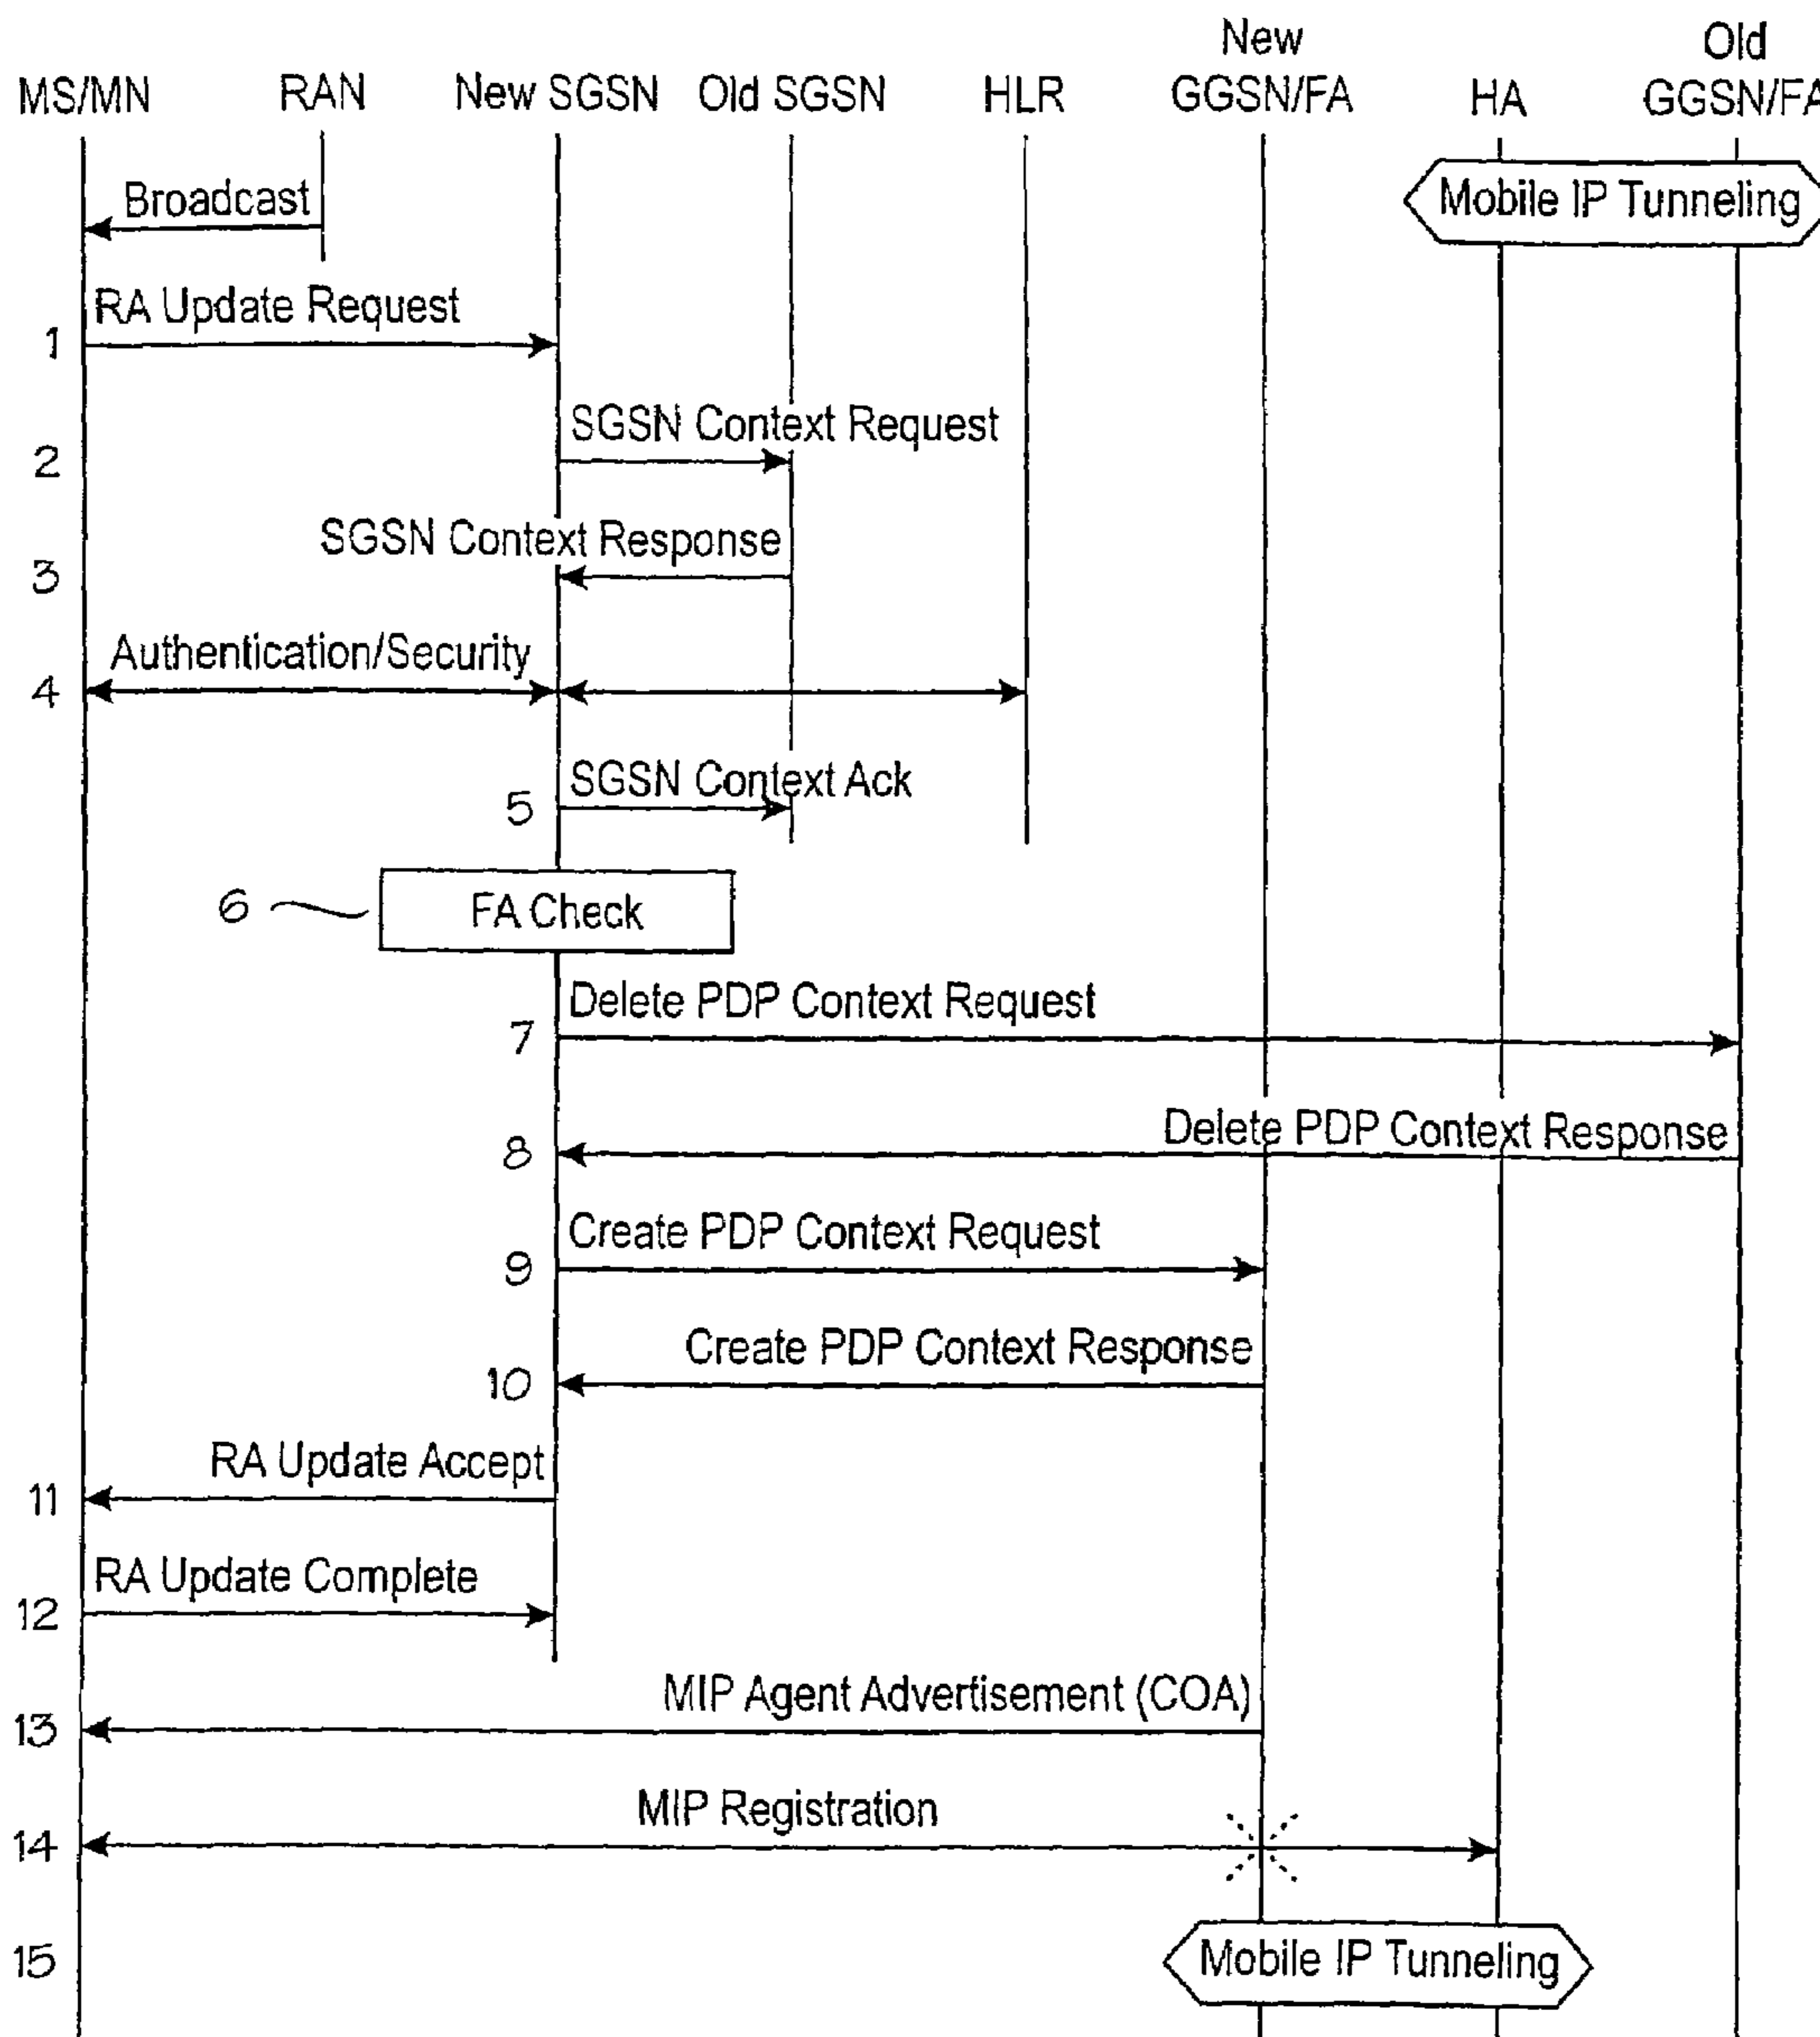 MS/MN RAN New SGSN Old SGSN HLR New GGSN/FA HA Old GGSN/FA
Mobile IP Tunneling
Broadcast
RA Update Request
1
SGSN Context Request
2
SGSN Context Response
3
Authentication/Security
4
SGSN Context Ack
5
6 FA Check
Delete PDP Context Request
7
Delete PDP Context Response
8
Create PDP Context Request
9
Create PDP Context Response
10
RA Update Accept
11
RA Update Complete
12
MIP Agent Advertisement (COA)
13
MIP Registration
14
15 Mobile IP Tunneling